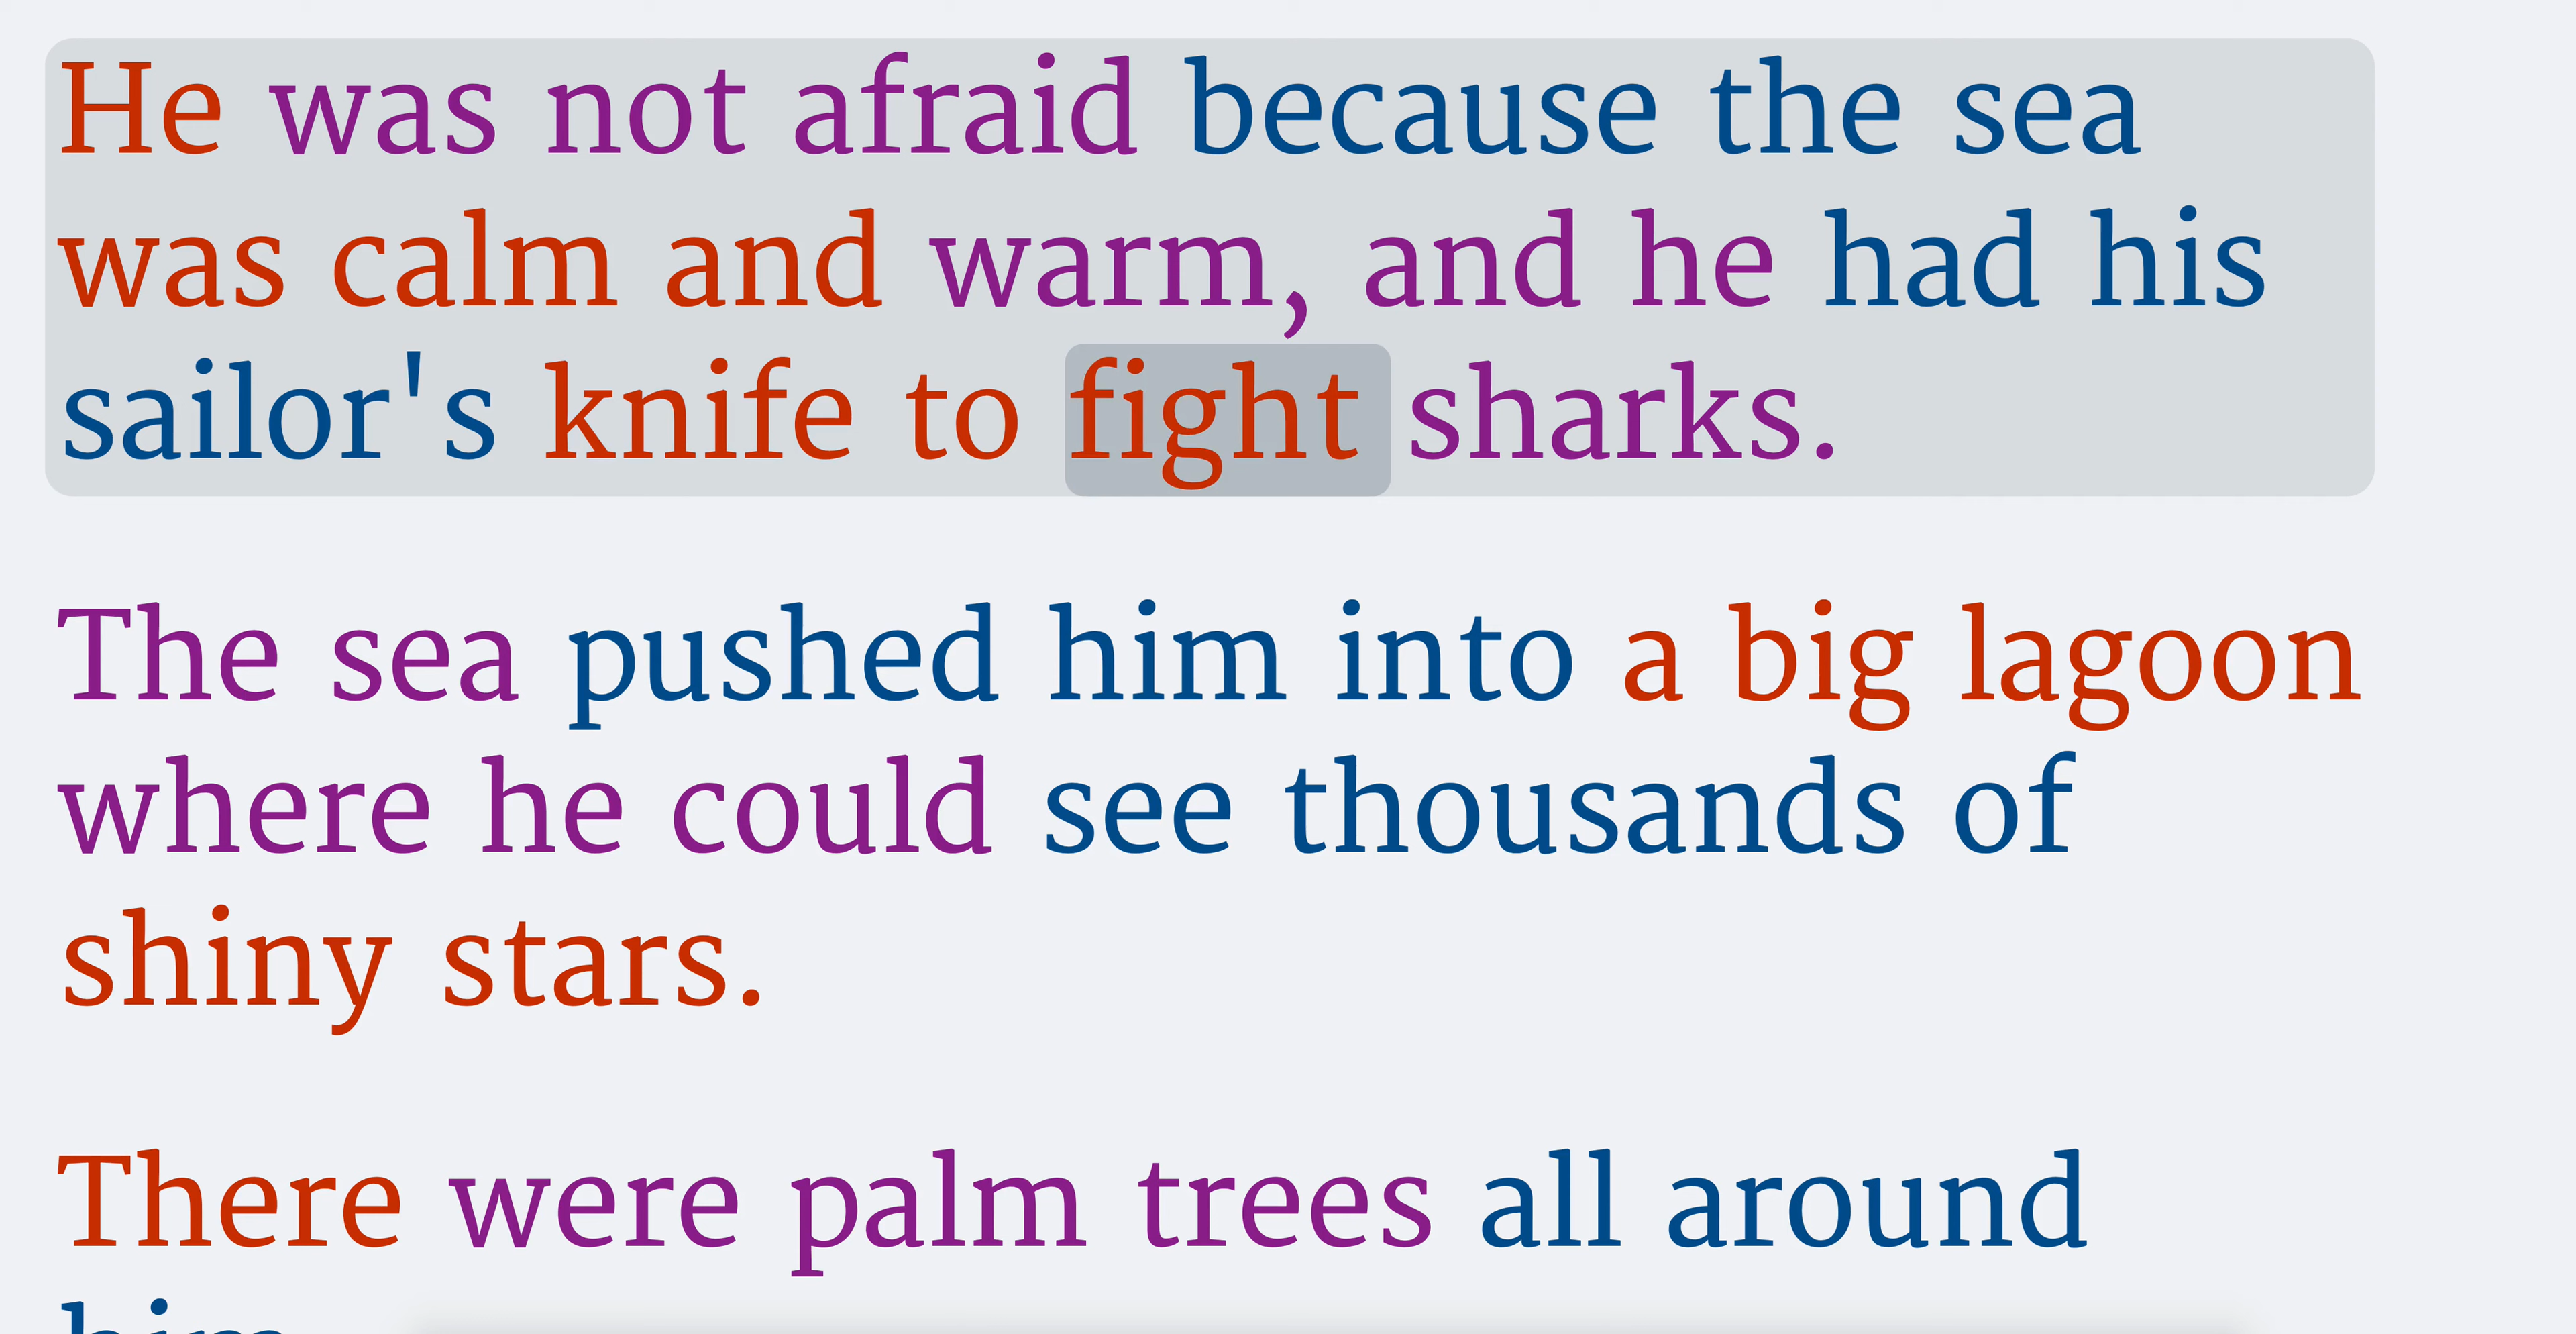 He was not afraid because the sea
was calm and warm, and he had his
sailor's knife to fight sharks.
The sea pushed him into a big lagoon
where he could see thousands of
shiny stars.
There were palm trees all around
him